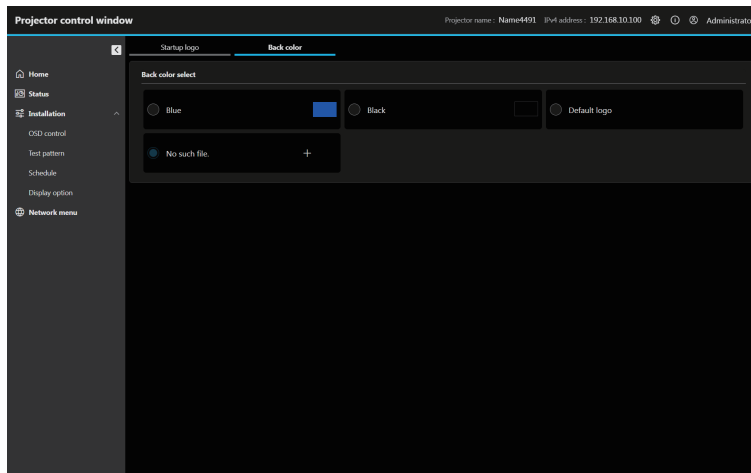 Projector control window
Projector name : Name4491 IPv4 address : 192.168.10.100 Administrato
Startup logo Back color
Home
Status
Installation
OSD control
Test pattern
Schedule
Display option
Network menu
Back color select
Blue
Black
Default logo
No such file.